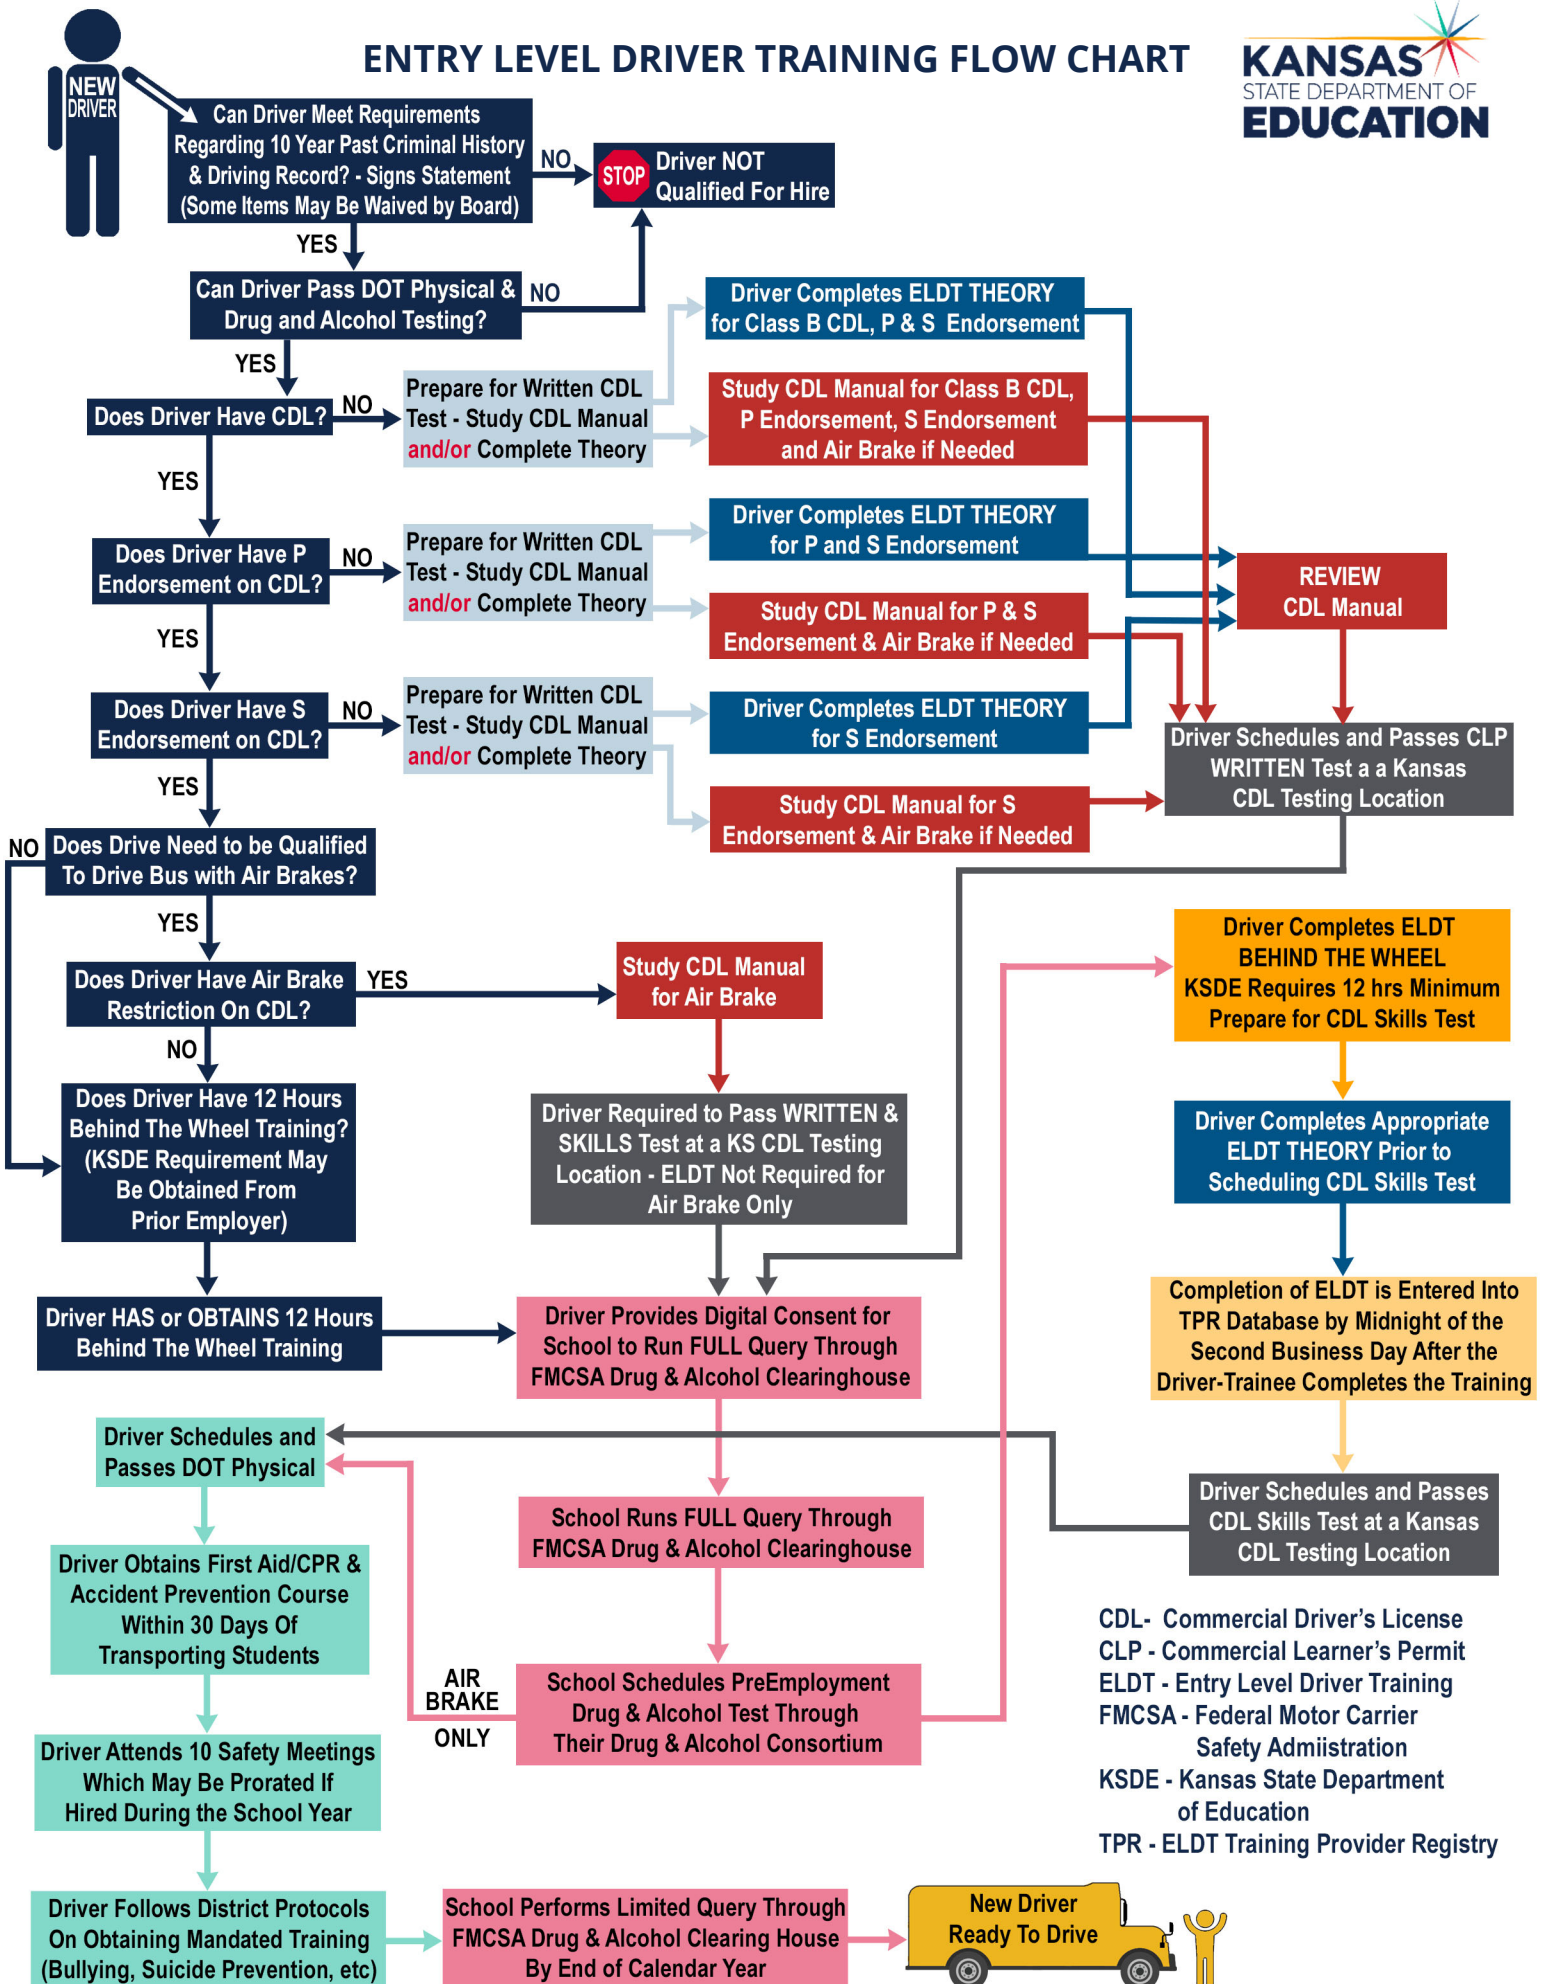 ENTRY LEVEL DRIVER TRAINING FLOW CHART
KANSAS
STATE DEPARTMENT OF
EDUCATION
NEW
DRIVER
Can Driver Meet Requirements
Regarding 10 Year Past Criminal History
& Driving Record? - Signs Statement
(Some Items May Be Waived by Board)
NO
STOP
Driver NOT
Qualified For Hire
YES
Can Driver Pass DOT Physical &
Drug and Alcohol Testing?
NO
YES
Does Driver Have CDL?
NO
Prepare for Written CDL
Test - Study CDL Manual
and/or Complete Theory
Driver Completes ELDT THEORY
for Class B CDL, P & S Endorsement
Study CDL Manual for Class B CDL,
P Endorsement, S Endorsement
and Air Brake if Needed
YES
Does Driver Have P
Endorsement on CDL?
NO
Prepare for Written CDL
Test - Study CDL Manual
and/or Complete Theory
Driver Completes ELDT THEORY
for P and S Endorsement
Study CDL Manual for P & S
Endorsement & Air Brake if Needed
REVIEW
CDL Manual
YES
Does Driver Have S
Endorsement on CDL?
NO
Prepare for Written CDL
Test - Study CDL Manual
and/or Complete Theory
Driver Completes ELDT THEORY
for S Endorsement
Study CDL Manual for S
Endorsement & Air Brake if Needed
Driver Schedules and Passes CLP
WRITTEN Test a a Kansas
CDL Testing Location
YES
NO
Does Drive Need to be Qualified
To Drive Bus with Air Brakes?
YES
Does Driver Have Air Brake
Restriction On CDL?
YES
Study CDL Manual
for Air Brake
NO
Does Driver Have 12 Hours
Behind The Wheel Training?
(KSDE Requirement May
Be Obtained From
Prior Employer)
Driver Required to Pass WRITTEN &
SKILLS Test at a KS CDL Testing
Location - ELDT Not Required for
Air Brake Only
Driver HAS or OBTAINS 12 Hours
Behind The Wheel Training
Driver Provides Digital Consent for
School to Run FULL Query Through
FMCSA Drug & Alcohol Clearinghouse
School Runs FULL Query Through
FMCSA Drug & Alcohol Clearinghouse
School Schedules PreEmployment
Drug & Alcohol Test Through
Their Drug & Alcohol Consortium
AIR
BRAKE
ONLY
Driver Completes ELDT
BEHIND THE WHEEL
KSDE Requires 12 hrs Minimum
Prepare for CDL Skills Test
Driver Completes Appropriate
ELDT THEORY Prior to
Scheduling CDL Skills Test
Completion of ELDT is Entered Into
TPR Database by Midnight of the
Second Business Day After the
Driver-Trainee Completes the Training
Driver Schedules and Passes
CDL Skills Test at a Kansas
CDL Testing Location
Driver Schedules and
Passes DOT Physical
Driver Obtains First Aid/CPR &
Accident Prevention Course
Within 30 Days Of
Transporting Students
Driver Attends 10 Safety Meetings
Which May Be Prorated If
Hired During the School Year
Driver Follows District Protocols
On Obtaining Mandated Training
(Bullying, Suicide Prevention, etc)
School Performs Limited Query Through
FMCSA Drug & Alcohol Clearing House
By End of Calendar Year
New Driver
Ready To Drive
CDL- Commercial Driver’s License
CLP - Commercial Learner’s Permit
ELDT - Entry Level Driver Training
FMCSA - Federal Motor Carrier
Safety Admiistration
KSDE - Kansas State Department
of Education
TPR - ELDT Training Provider Registry